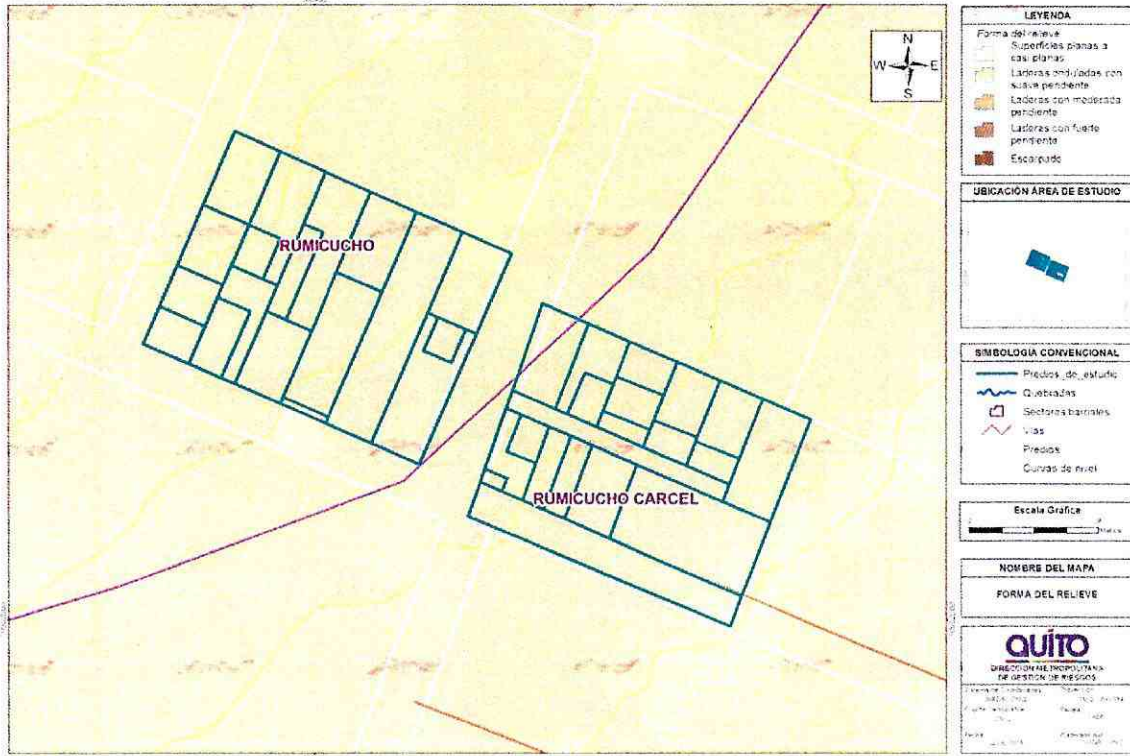 RUMICUCHO
RUMICUCHO CARCEL
N
W E
S
LEYENDA
Forma del relieve
Superficies planas a
casi planas
Laderas onduladas con
suave pendiente
Laderas con moderada
pendiente
Laderas con fuerte
pendiente
Escarpado
UBICACIÓN ÁREA DE ESTUDIO
SIMBOLOGÍA CONVENCIONAL
Predios_de_estudio
Quebradas
Sectores barriales
Vías
Predios
Curvas de nivel
Escala Gráfica
NOMBRE DEL MAPA
FORMA DEL RELIEVE
QUITO
DIRECCIÓN METROPOLITANA
DE GESTIÓN DE RIESGOS